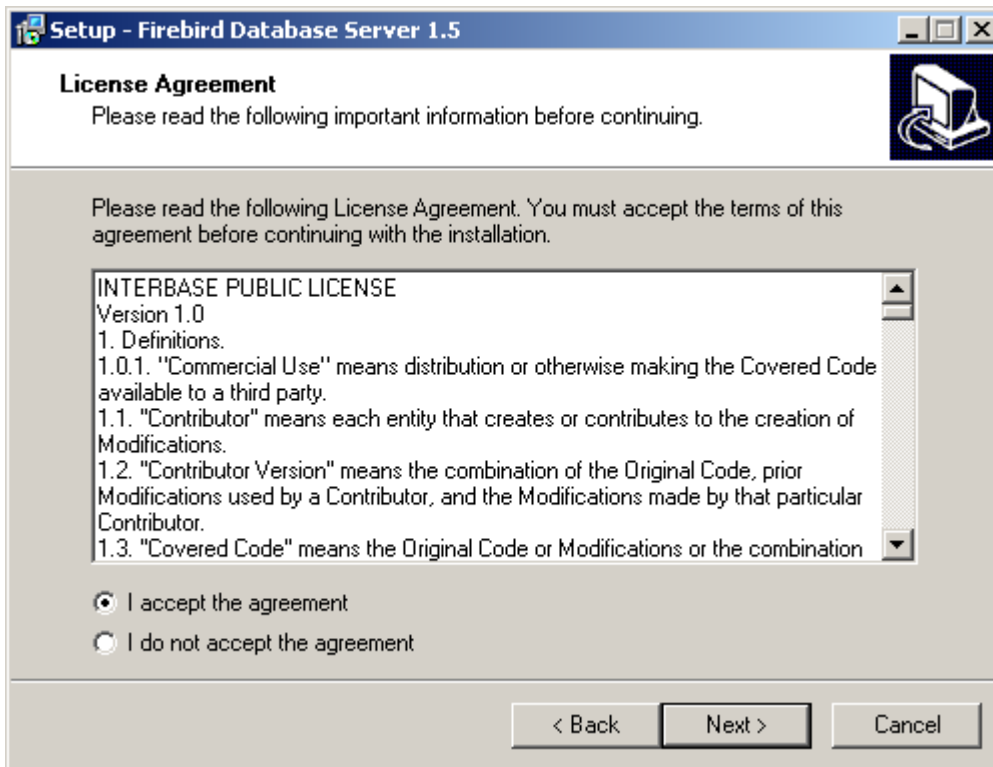 Setup - Firebird Database Server 1.5
License Agreement
Please read the following important information before continuing.
Please read the following License Agreement. You must accept the terms of this
agreement before continuing with the installation.
INTERBASE PUBLIC LICENSE
Version 1.0
1. Definitions.
1.0.1. "Commercial Use" means distribution or otherwise making the Covered Code
available to a third party.
1.1. "Contributor" means each entity that creates or contributes to the creation of
Modifications.
1.2. "Contributor Version" means the combination of the Original Code, prior
Modifications used by a Contributor, and the Modifications made by that particular
Contributor.
1.3. "Covered Code" means the Original Code or Modifications or the combination
I accept the agreement
I do not accept the agreement
< Back Next > Cancel